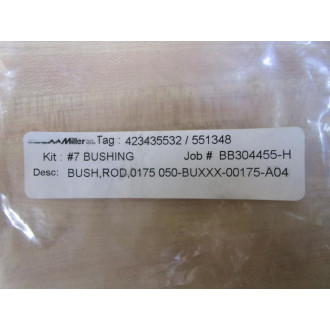 Miller Tag : 423435532 / 551348
Kit : #7 BUSHING Job # BB304455-H
Desc: BUSH,ROD,0175 050-BUXXX-00175-A04